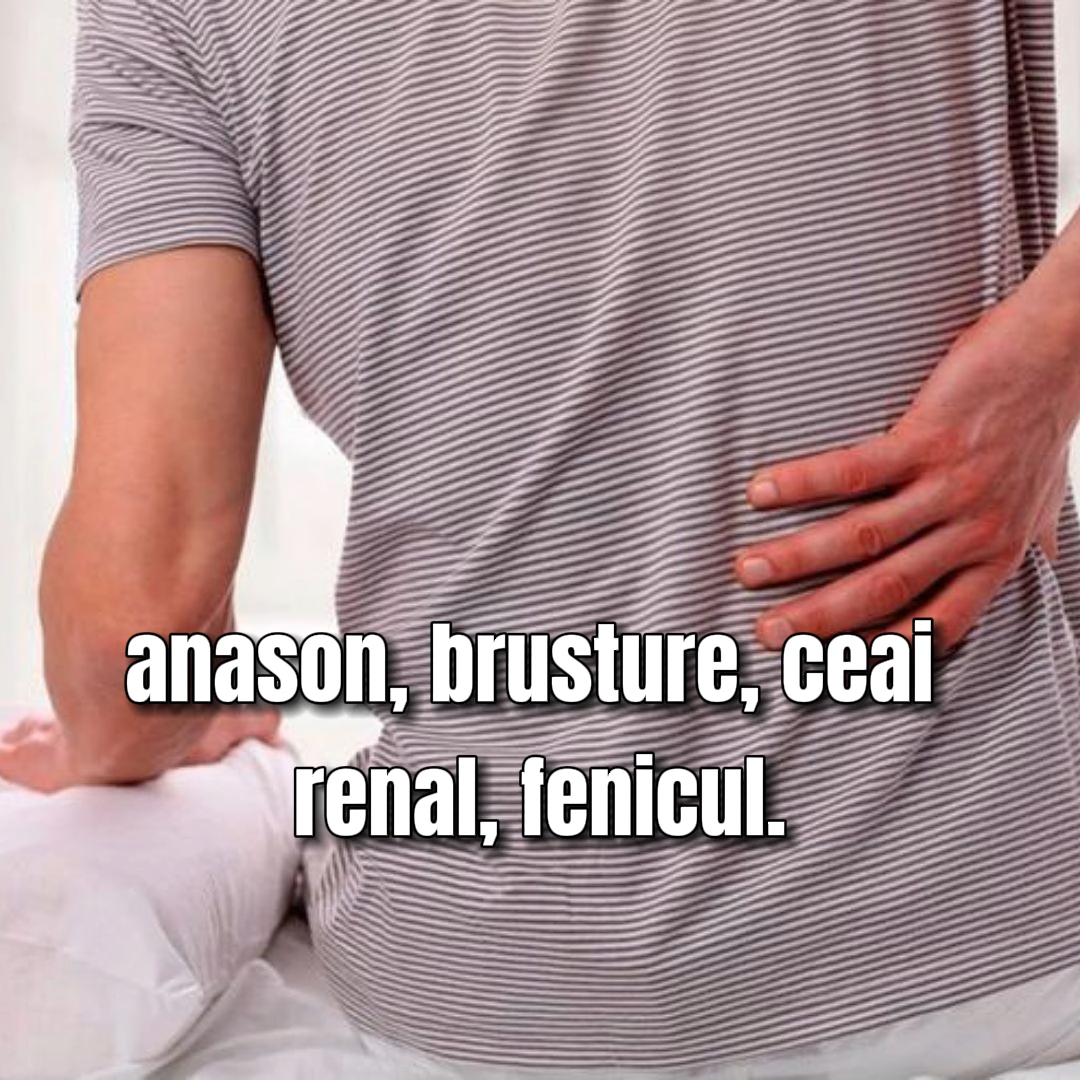 anason, brusture, ceai
renal, fenicul.